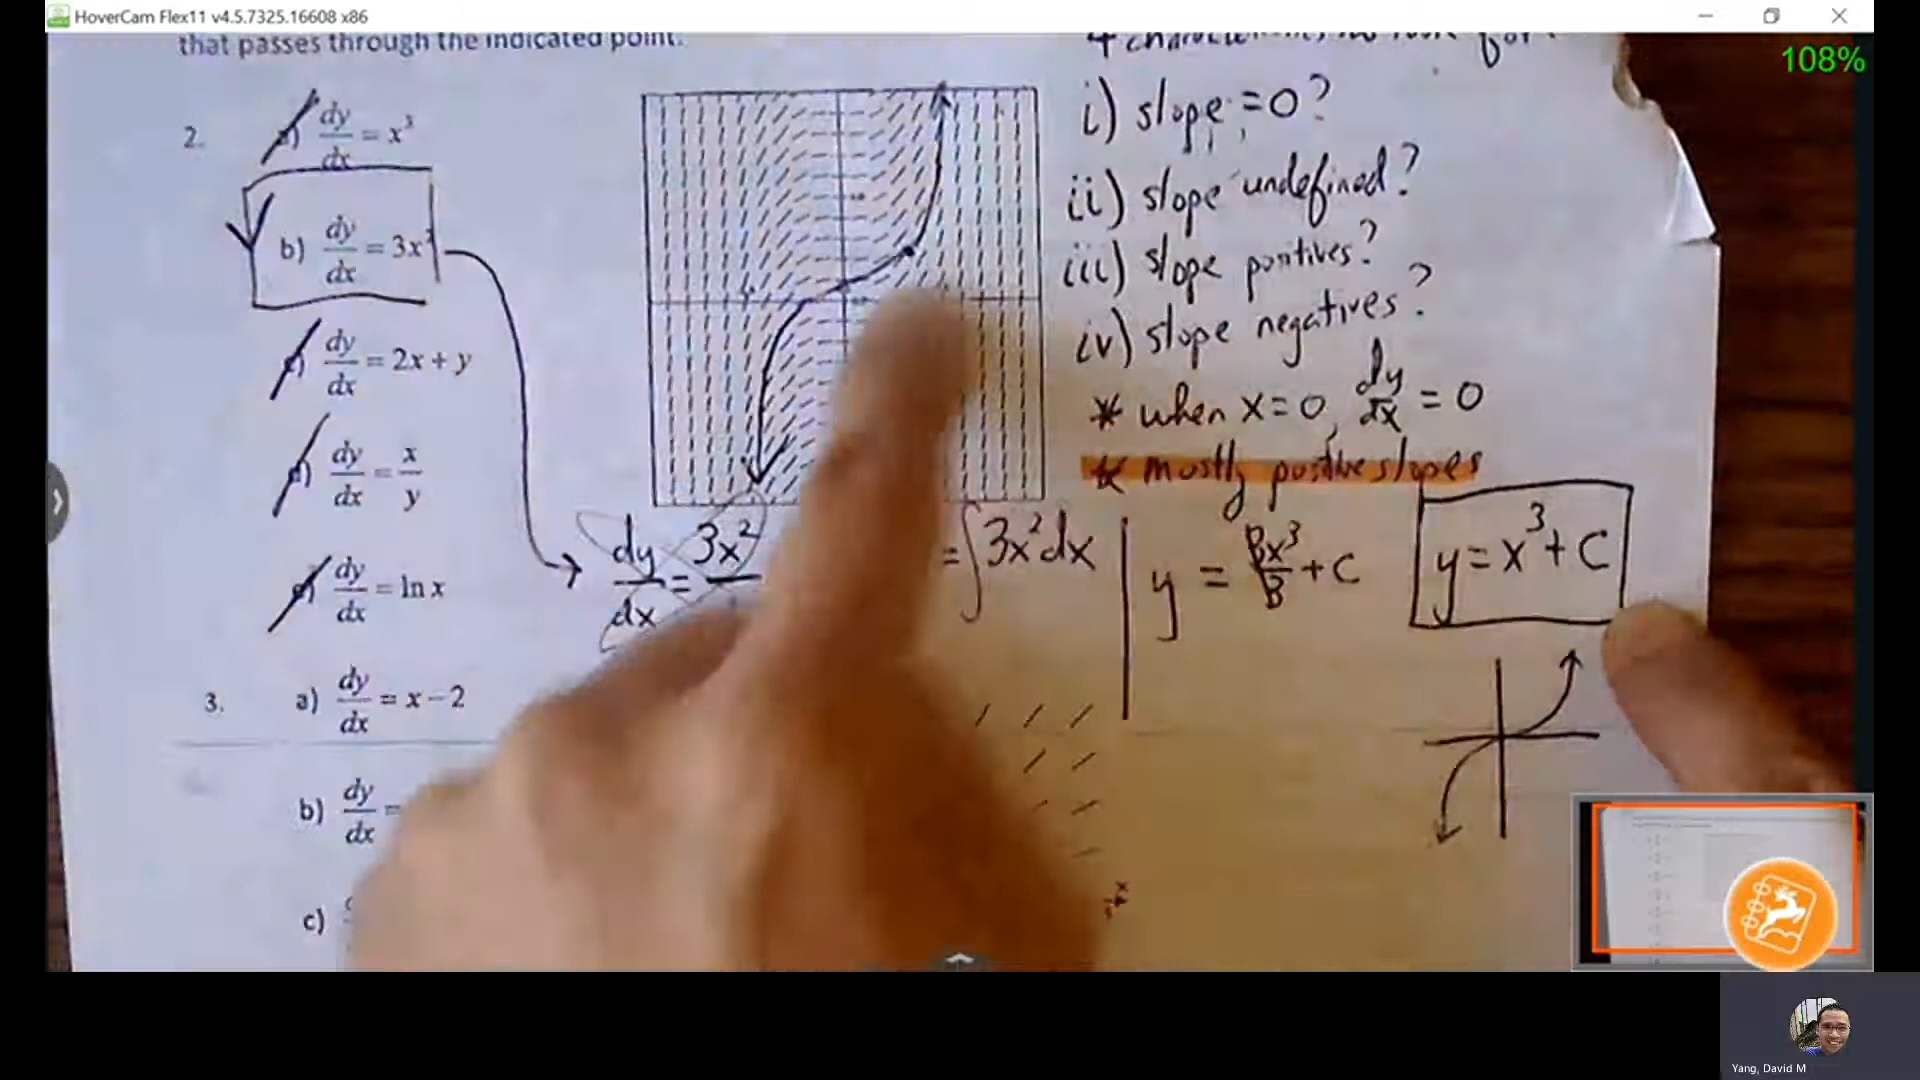 HoverCam Flex11 v4.5.7325.16608 x86
108%
that passes through the indicated point.
2.
a) dy/dx = x³
b) dy/dx = 3x²
c) dy/dx = 2x + y
d) dy/dx = x/y
e) dy/dx = ln x
3.
a) dy/dx = x − 2
b) dy/dx =
c)
i) slope = 0?
ii) slope undefined?
iii) slope positives?
iv) slope negatives?
* when x = 0, dy/dx = 0
* mostly positive slopes
dy/dx = 3x²
= ∫3x²dx
y = 3x³/3 + C
y = x³ + C
Yang, David M